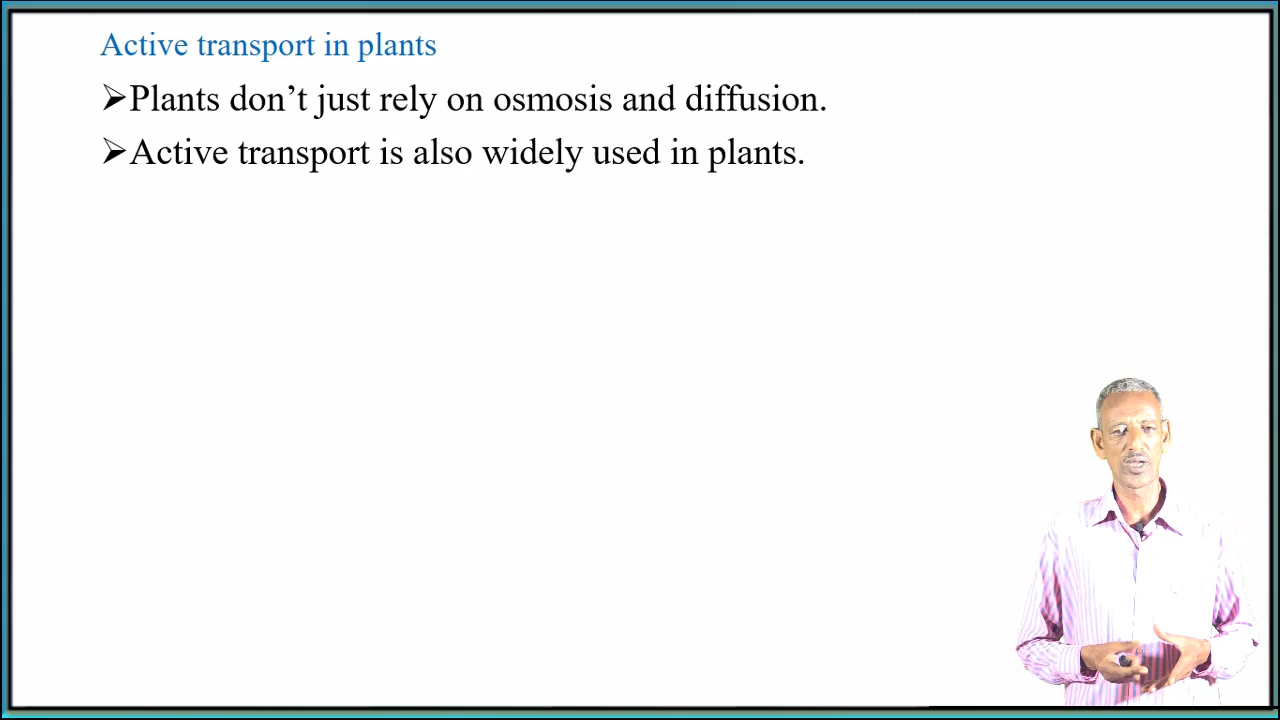 Active transport in plants
➢Plants don’t just rely on osmosis and diffusion.
➢Active transport is also widely used in plants.